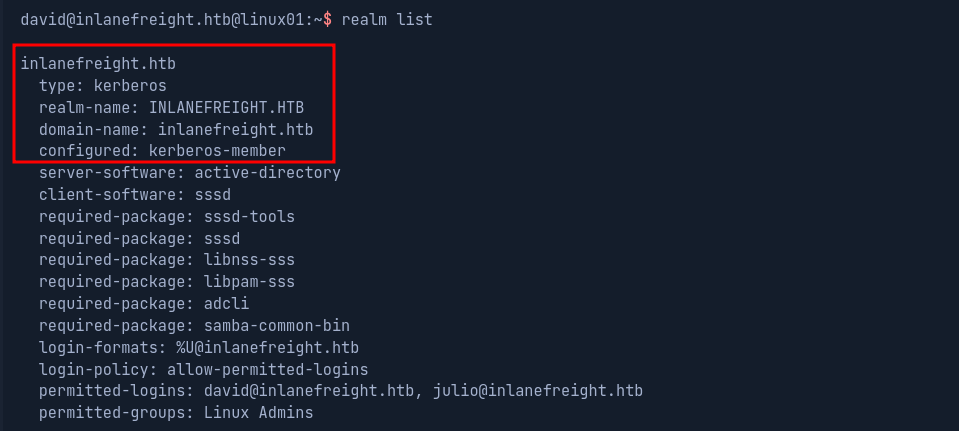 david@inlanefreight.htb@linux01:~$ realm list
inlanefreight.htb
type: kerberos
realm-name: INLANEFREIGHT.HTB
domain-name: inlanefreight.htb
configured: kerberos-member
server-software: active-directory
client-software: sssd
required-package: sssd-tools
required-package: sssd
required-package: libnss-sss
required-package: libpam-sss
required-package: adcli
required-package: samba-common-bin
login-formats: %U@inlanefreight.htb
login-policy: allow-permitted-logins
permitted-logins: david@inlanefreight.htb, julio@inlanefreight.htb
permitted-groups: Linux Admins